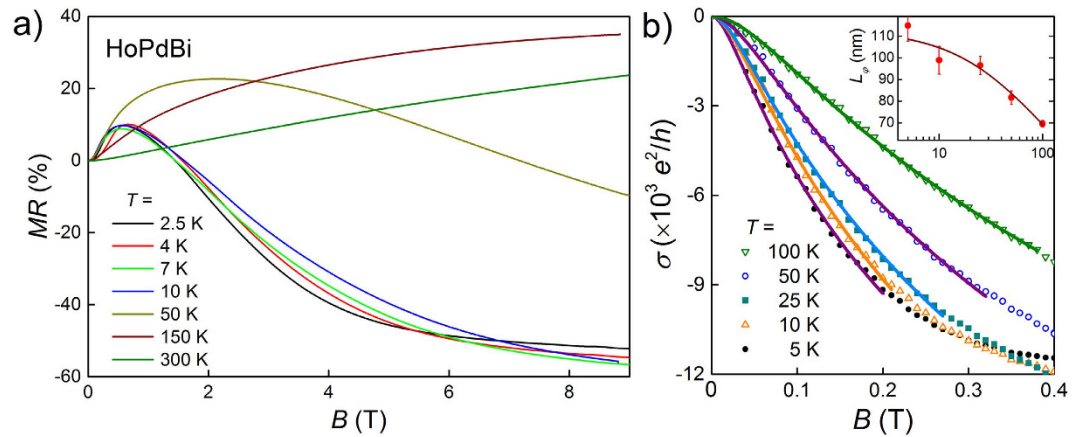 a)
HoPdBi
MR (%)
40
20
0
-20
-40
-60
T =
2.5 K
4 K
7 K
10 K
50 K
150 K
300 K
0
2
4
6
8
B (T)
b)
σ (×10³ e²/h)
0
-3
-6
-9
-12
T =
100 K
50 K
25 K
10 K
5 K
0.0
0.1
0.2
0.3
0.4
B (T)
Lφ (nm)
110
100
90
80
70
10
100